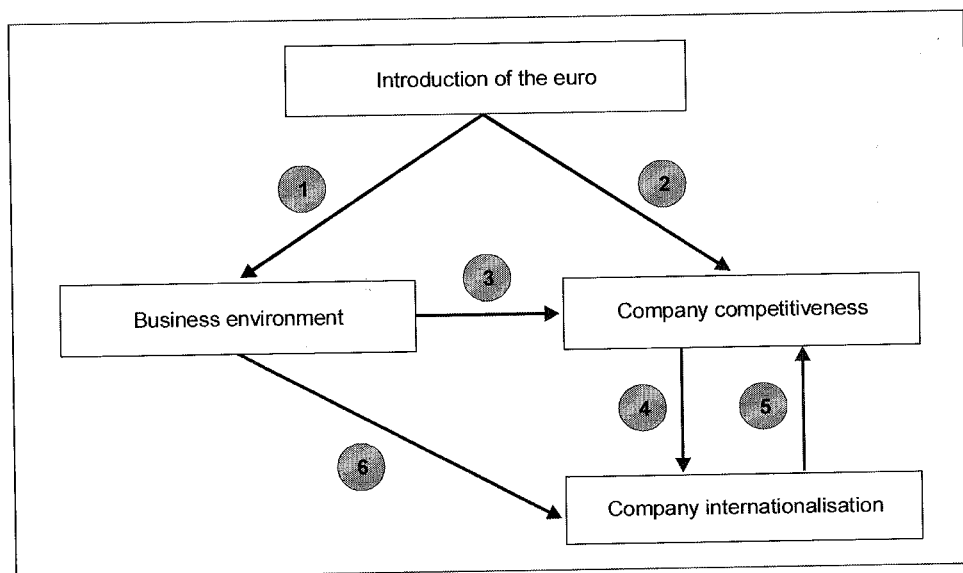 Introduction of the euro
1
2
3
Business environment
Company competitiveness
4
5
6
Company internationalisation